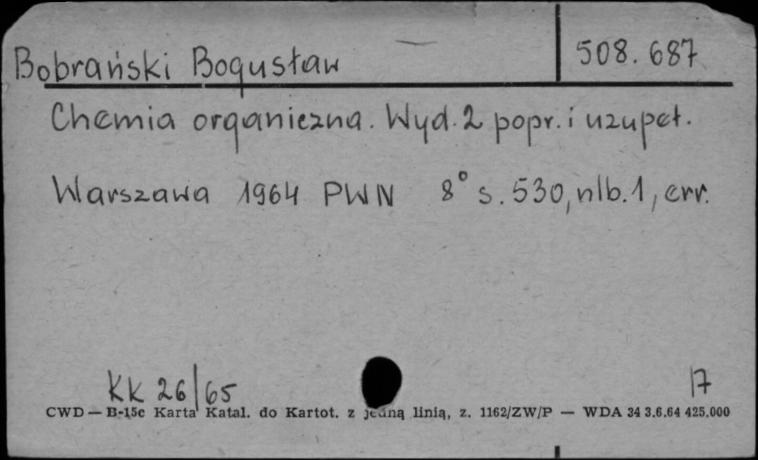 Bobrański Bogusław 508.687
Chemia organiczna. Wyd. 2 popr. i uzupeł.
Warszawa 1964 PWN 8° s. 530, nlb. 1, err.
KK 26/65 17
CWD — B-15c Karta Katal. do Kartot. z jedną linią, z. 1162/ZW/P — WDA 34 3.6.64 425.000